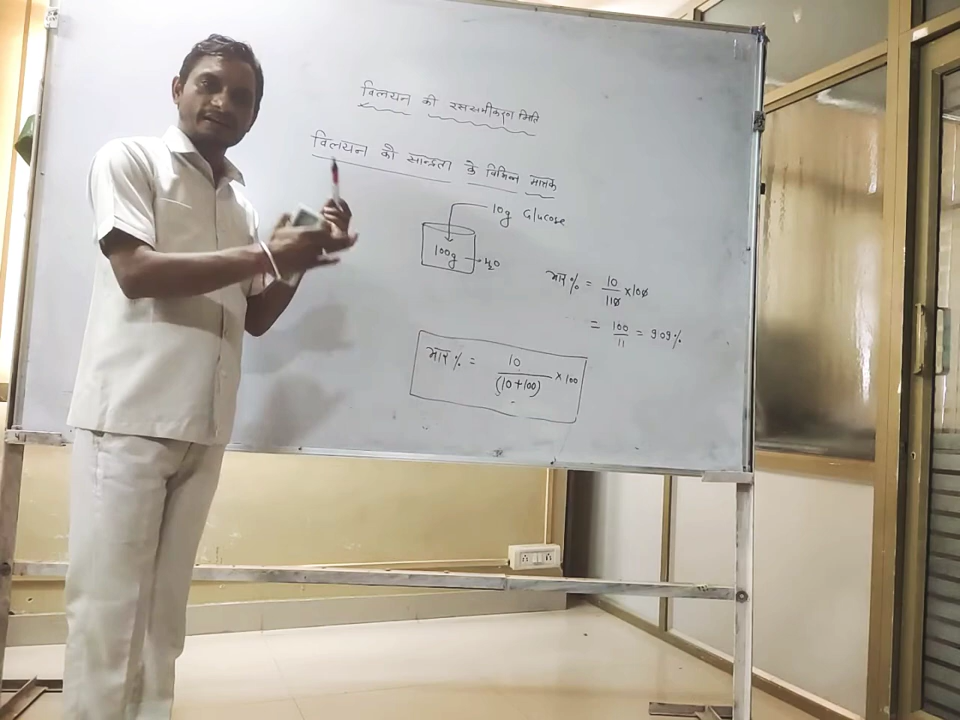 विलयन की रससमीकरण मिति
विलयन की सान्द्रता के विभिन्न मात्रक
10g Glucose
100g → H₂O
भार % = 10/110 × 100
= 100/11 = 9.09%
भार % = 10/(10+100) × 100